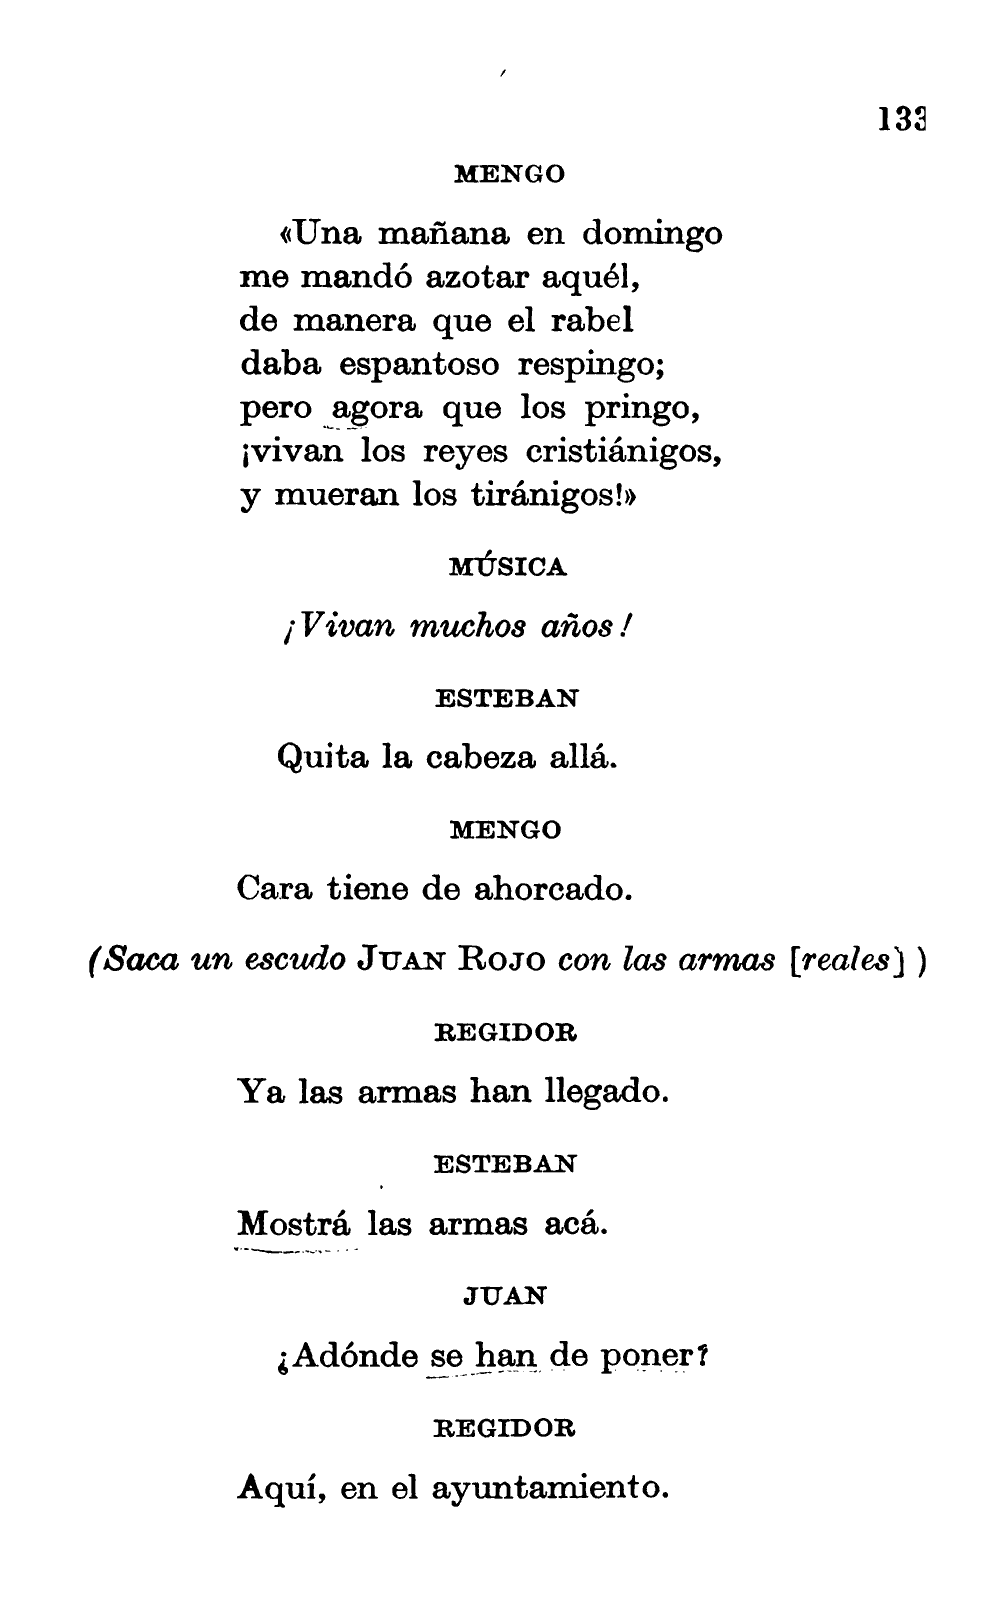 133
MENGO
«Una mañana en domingo
me mandó azotar aquél,
de manera que el rabel
daba espantoso respingo;
pero agora que los pringo,
¡vivan los reyes cristiánigos,
y mueran los tiránigos!»
MÚSICA
¡Vivan muchos años!
ESTEBAN
Quita la cabeza allá.
MENGO
Cara tiene de ahorcado.
(Saca un escudo JUAN ROJO con las armas [reales])
REGIDOR
Ya las armas han llegado.
ESTEBAN
Mostrá las armas acá.
JUAN
¿Adónde se han de poner?
REGIDOR
Aquí, en el ayuntamiento.